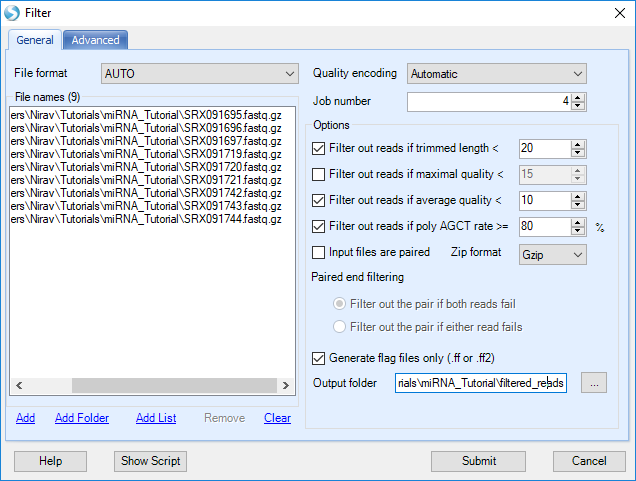 Filter
General
Advanced
File format AUTO
File names (9)
ers\Nirav\Tutorials\miRNA_Tutorial\SRX091695.fastq.gz
ers\Nirav\Tutorials\miRNA_Tutorial\SRX091696.fastq.gz
ers\Nirav\Tutorials\miRNA_Tutorial\SRX091697.fastq.gz
ers\Nirav\Tutorials\miRNA_Tutorial\SRX091719.fastq.gz
ers\Nirav\Tutorials\miRNA_Tutorial\SRX091720.fastq.gz
ers\Nirav\Tutorials\miRNA_Tutorial\SRX091721.fastq.gz
ers\Nirav\Tutorials\miRNA_Tutorial\SRX091742.fastq.gz
ers\Nirav\Tutorials\miRNA_Tutorial\SRX091743.fastq.gz
ers\Nirav\Tutorials\miRNA_Tutorial\SRX091744.fastq.gz
Add Add Folder Add List Remove Clear
Quality encoding Automatic
Job number 4
Options
Filter out reads if trimmed length < 20
Filter out reads if maximal quality < 15
Filter out reads if average quality < 10
Filter out reads if poly AGCT rate >= 80 %
Input files are paired Zip format Gzip
Paired end filtering
Filter out the pair if both reads fail
Filter out the pair if either read fails
Generate flag files only (.ff or .ff2)
Output folder rials\miRNA_Tutorial\filtered_reads ...
Help Show Script Submit Cancel